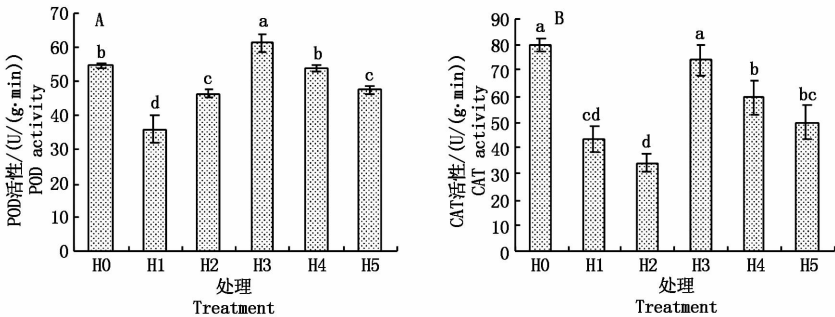 POD活性/(U/(g·min))
POD activity
A
70
60
50
40
30
20
10
0
b
d
c
a
b
c
H0 H1 H2 H3 H4 H5
处理
Treatment
CAT活性/(U/(g·min))
CAT activity
B
90
80
70
60
50
40
30
20
10
0
a
cd
d
a
b
bc
H0 H1 H2 H3 H4 H5
处理
Treatment